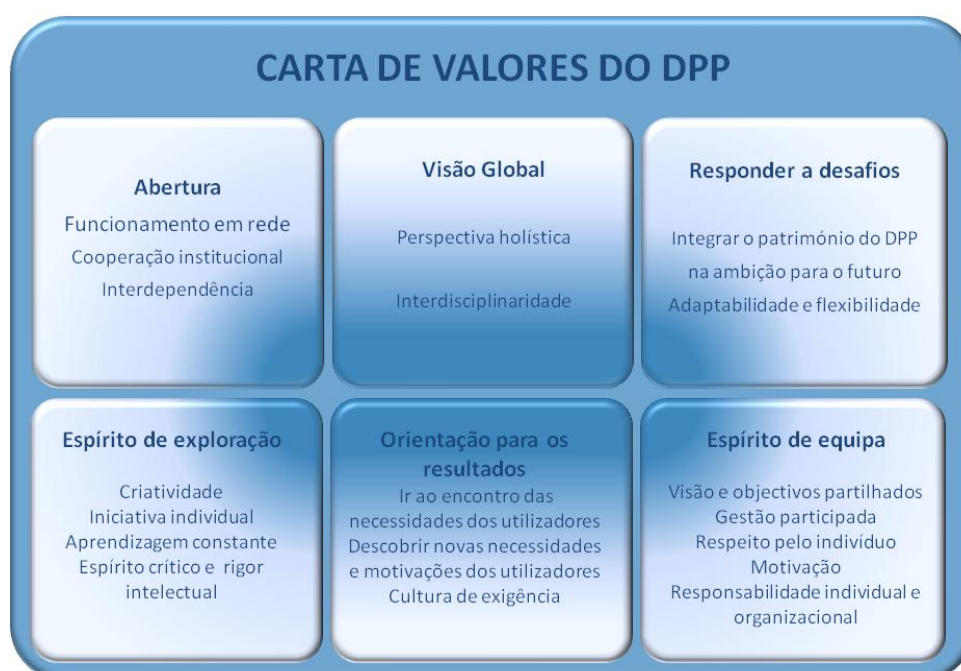 CARTA DE VALORES DO DPP
Abertura
Funcionamento em rede
Cooperação institucional
Interdependência
Visão Global
Perspectiva holística
Interdisciplinaridade
Responder a desafios
Integrar o património do DPP
na ambição para o futuro
Adaptabilidade e flexibilidade
Espírito de exploração
Criatividade
Iniciativa individual
Aprendizagem constante
Espírito crítico e rigor
intelectual
Orientação para os
resultados
Ir ao encontro das
necessidades dos utilizadores
Descobrir novas necessidades
e motivações dos utilizadores
Cultura de exigência
Espírito de equipa
Visão e objectivos partilhados
Gestão participada
Respeito pelo indivíduo
Motivação
Responsabilidade individual e
organizacional